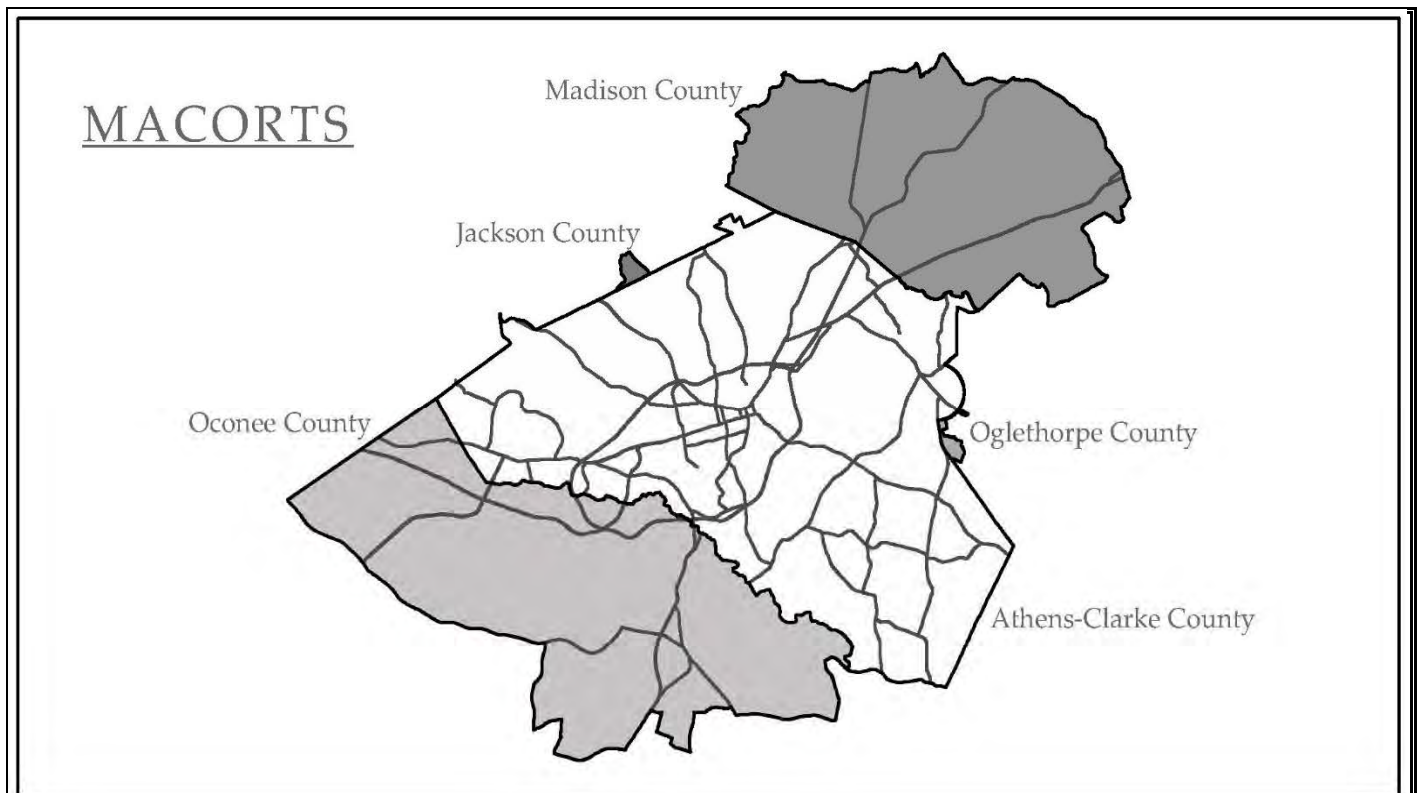 MACORTS
Madison County
Jackson County
Oconee County
Oglethorpe County
Athens-Clarke County